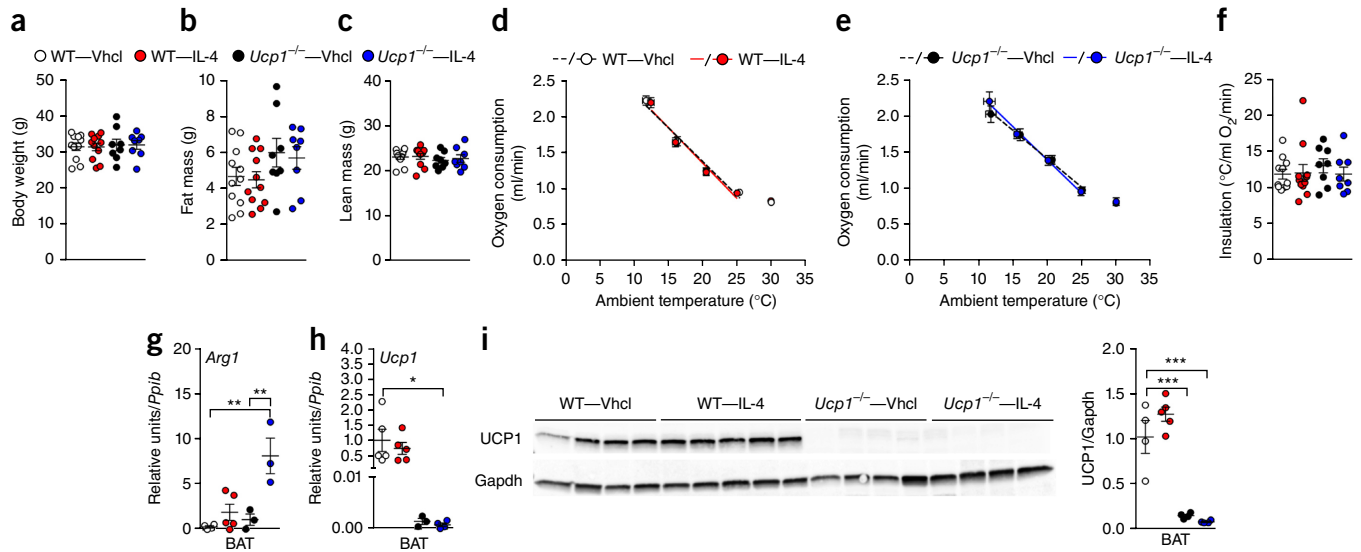 a b c d e f
WT—Vhcl WT—IL-4 Ucp1–/–—Vhcl Ucp1–/–—IL-4
--/ WT—Vhcl -/ WT—IL-4
--/ Ucp1–/–—Vhcl -/ Ucp1–/–—IL-4
Body weight (g)
50
40
30
20
10
0
Fat mass (g)
10
8
6
4
2
0
Lean mass (g)
40
30
20
10
0
Oxygen consumption
(ml/min)
2.5
2.0
1.5
1.0
0.5
0.0
0 5 10 15 20 25 30 35
Ambient temperature (°C)
Oxygen consumption
(ml/min)
2.5
2.0
1.5
1.0
0.5
0.0
0 5 10 15 20 25 30 35
Ambient temperature (°C)
Insulation (°C/ml O2/min)
25
20
15
10
5
0
g h i
Arg1
Relative units/Ppib
20
15
10
5
0
** **
BAT
Ucp1
Relative units/Ppib
4.0
3.5
3.0
2.5
2.0
1.5
1.0
0.5
0.01
0.00
*
BAT
WT—Vhcl WT—IL-4 Ucp1–/–—Vhcl Ucp1–/–—IL-4
UCP1
Gapdh
UCP1/Gapdh
2.0
1.5
1.0
0.5
0.0
***
***
BAT